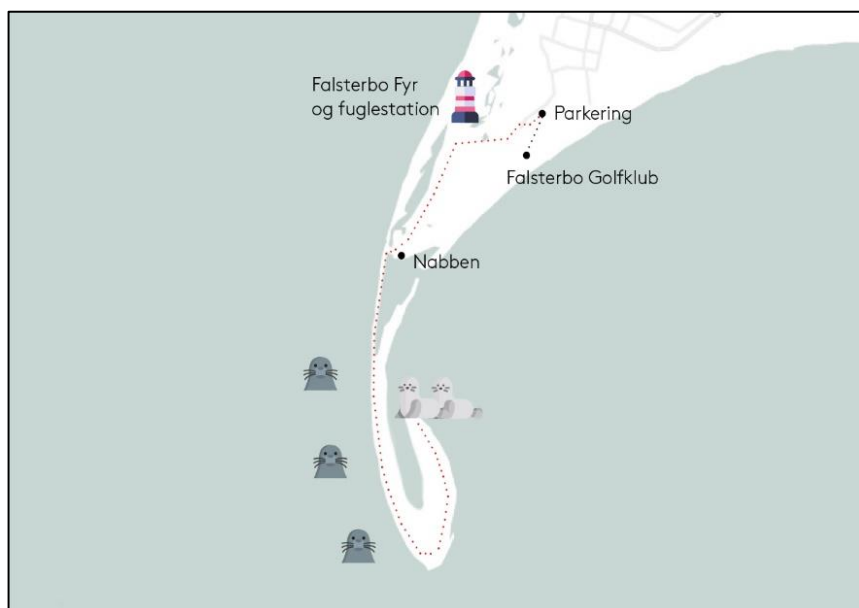 Falsterbo Fyr
og fuglestation
Parkering
Falsterbo Golfklub
Nabben